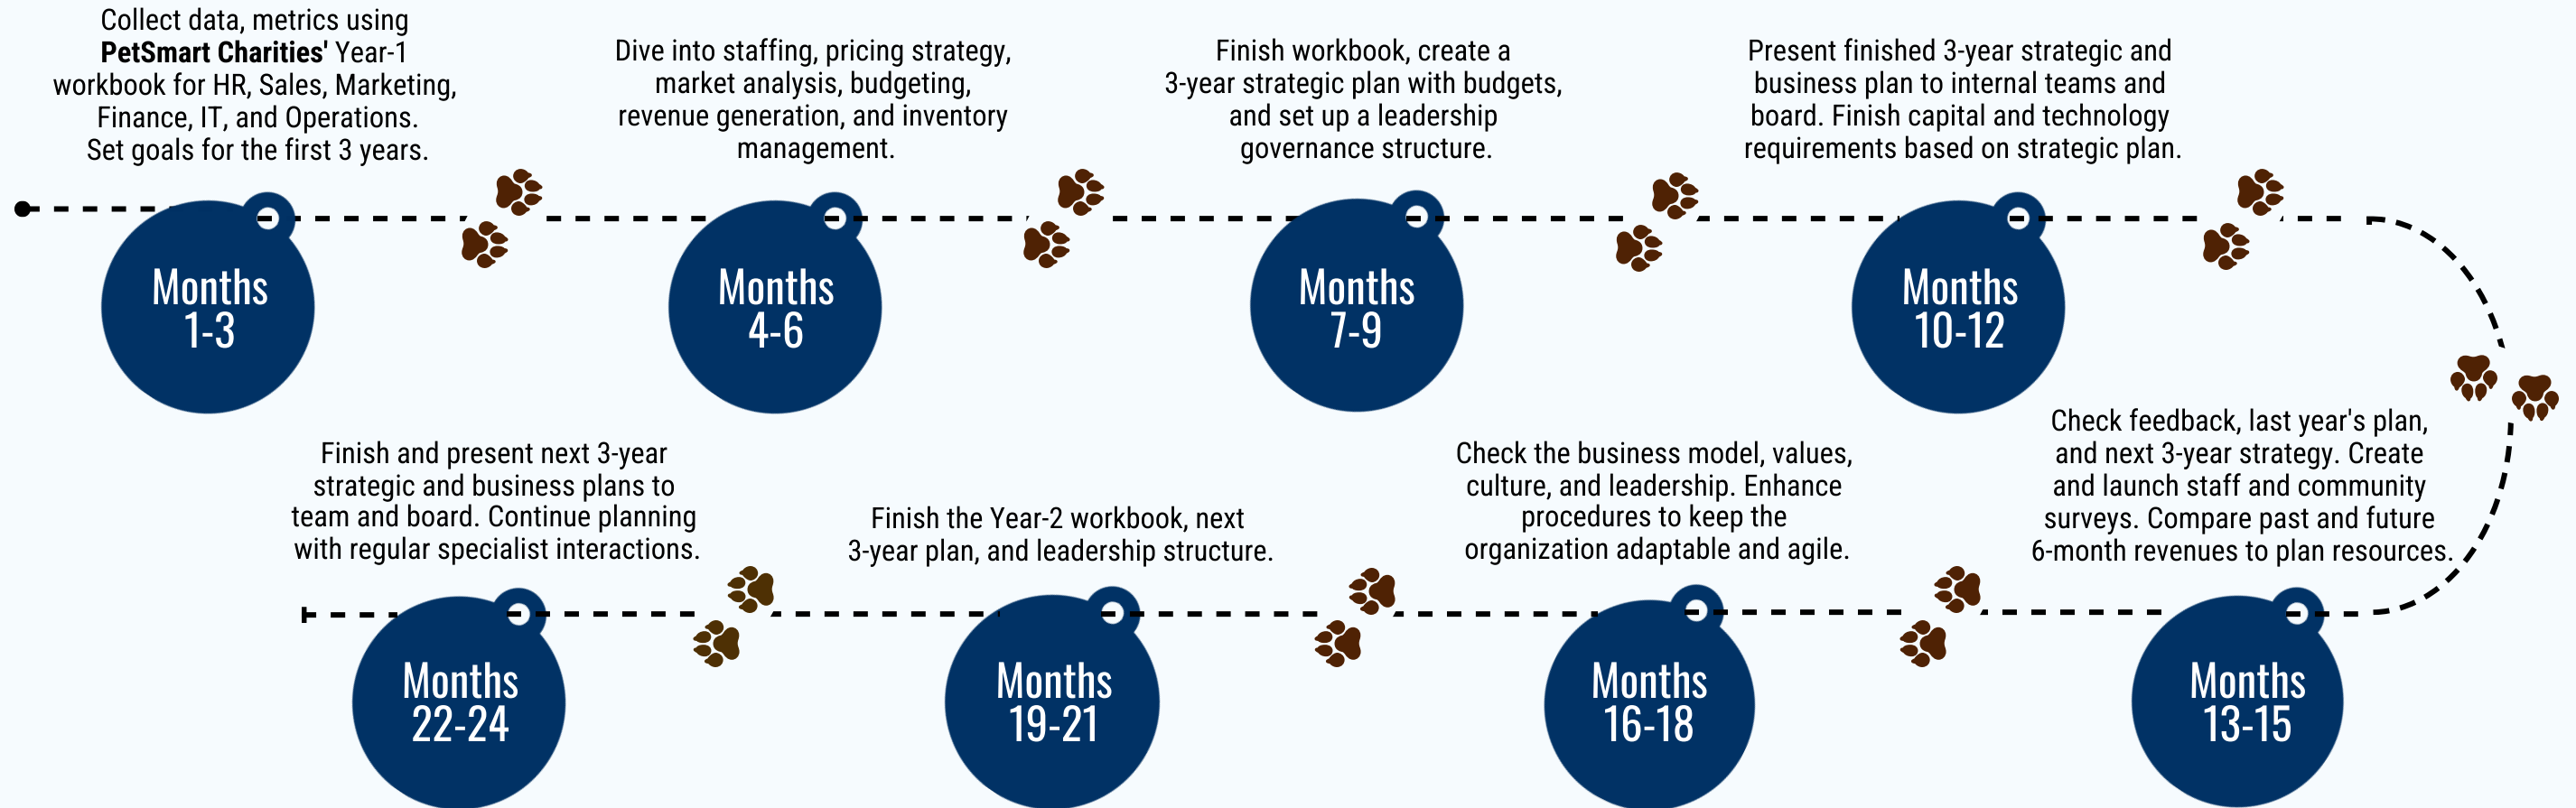 Collect data, metrics using
PetSmart Charities' Year-1
workbook for HR, Sales, Marketing,
Finance, IT, and Operations.
Set goals for the first 3 years.
Months
1-3
Dive into staffing, pricing strategy,
market analysis, budgeting,
revenue generation, and inventory
management.
Months
4-6
Finish workbook, create a
3-year strategic plan with budgets,
and set up a leadership
governance structure.
Months
7-9
Present finished 3-year strategic and
business plan to internal teams and
board. Finish capital and technology
requirements based on strategic plan.
Months
10-12
Check feedback, last year's plan,
and next 3-year strategy. Create
and launch staff and community
surveys. Compare past and future
6-month revenues to plan resources.
Months
13-15
Check the business model, values,
culture, and leadership. Enhance
procedures to keep the
organization adaptable and agile.
Months
16-18
Finish the Year-2 workbook, next
3-year plan, and leadership structure.
Months
19-21
Finish and present next 3-year
strategic and business plans to
team and board. Continue planning
with regular specialist interactions.
Months
22-24